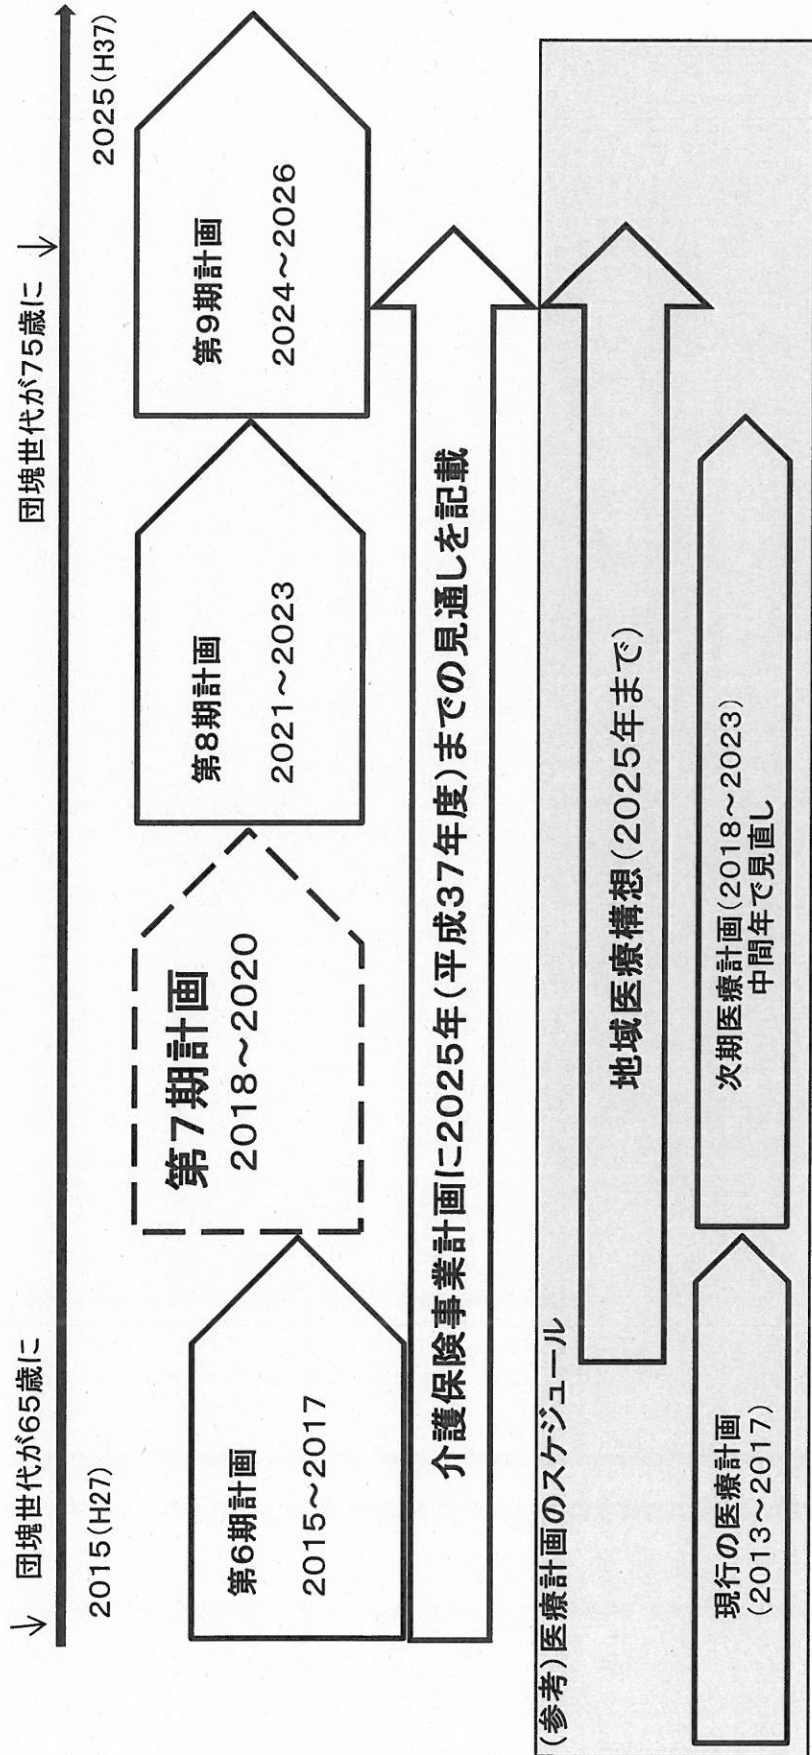 ↓ 団塊世代が65歳に
団塊世代が75歳に ↓
2015(H27)
2025(H37)
第6期計画
2015～2017
第7期計画
2018～2020
第8期計画
2021～2023
第9期計画
2024～2026
介護保険事業計画に2025年(平成37年度)までの見通しを記載
(参考)医療計画のスケジュール
地域医療構想(2025年まで)
現行の医療計画
(2013～2017)
次期医療計画(2018～2023)
中間年で見直し